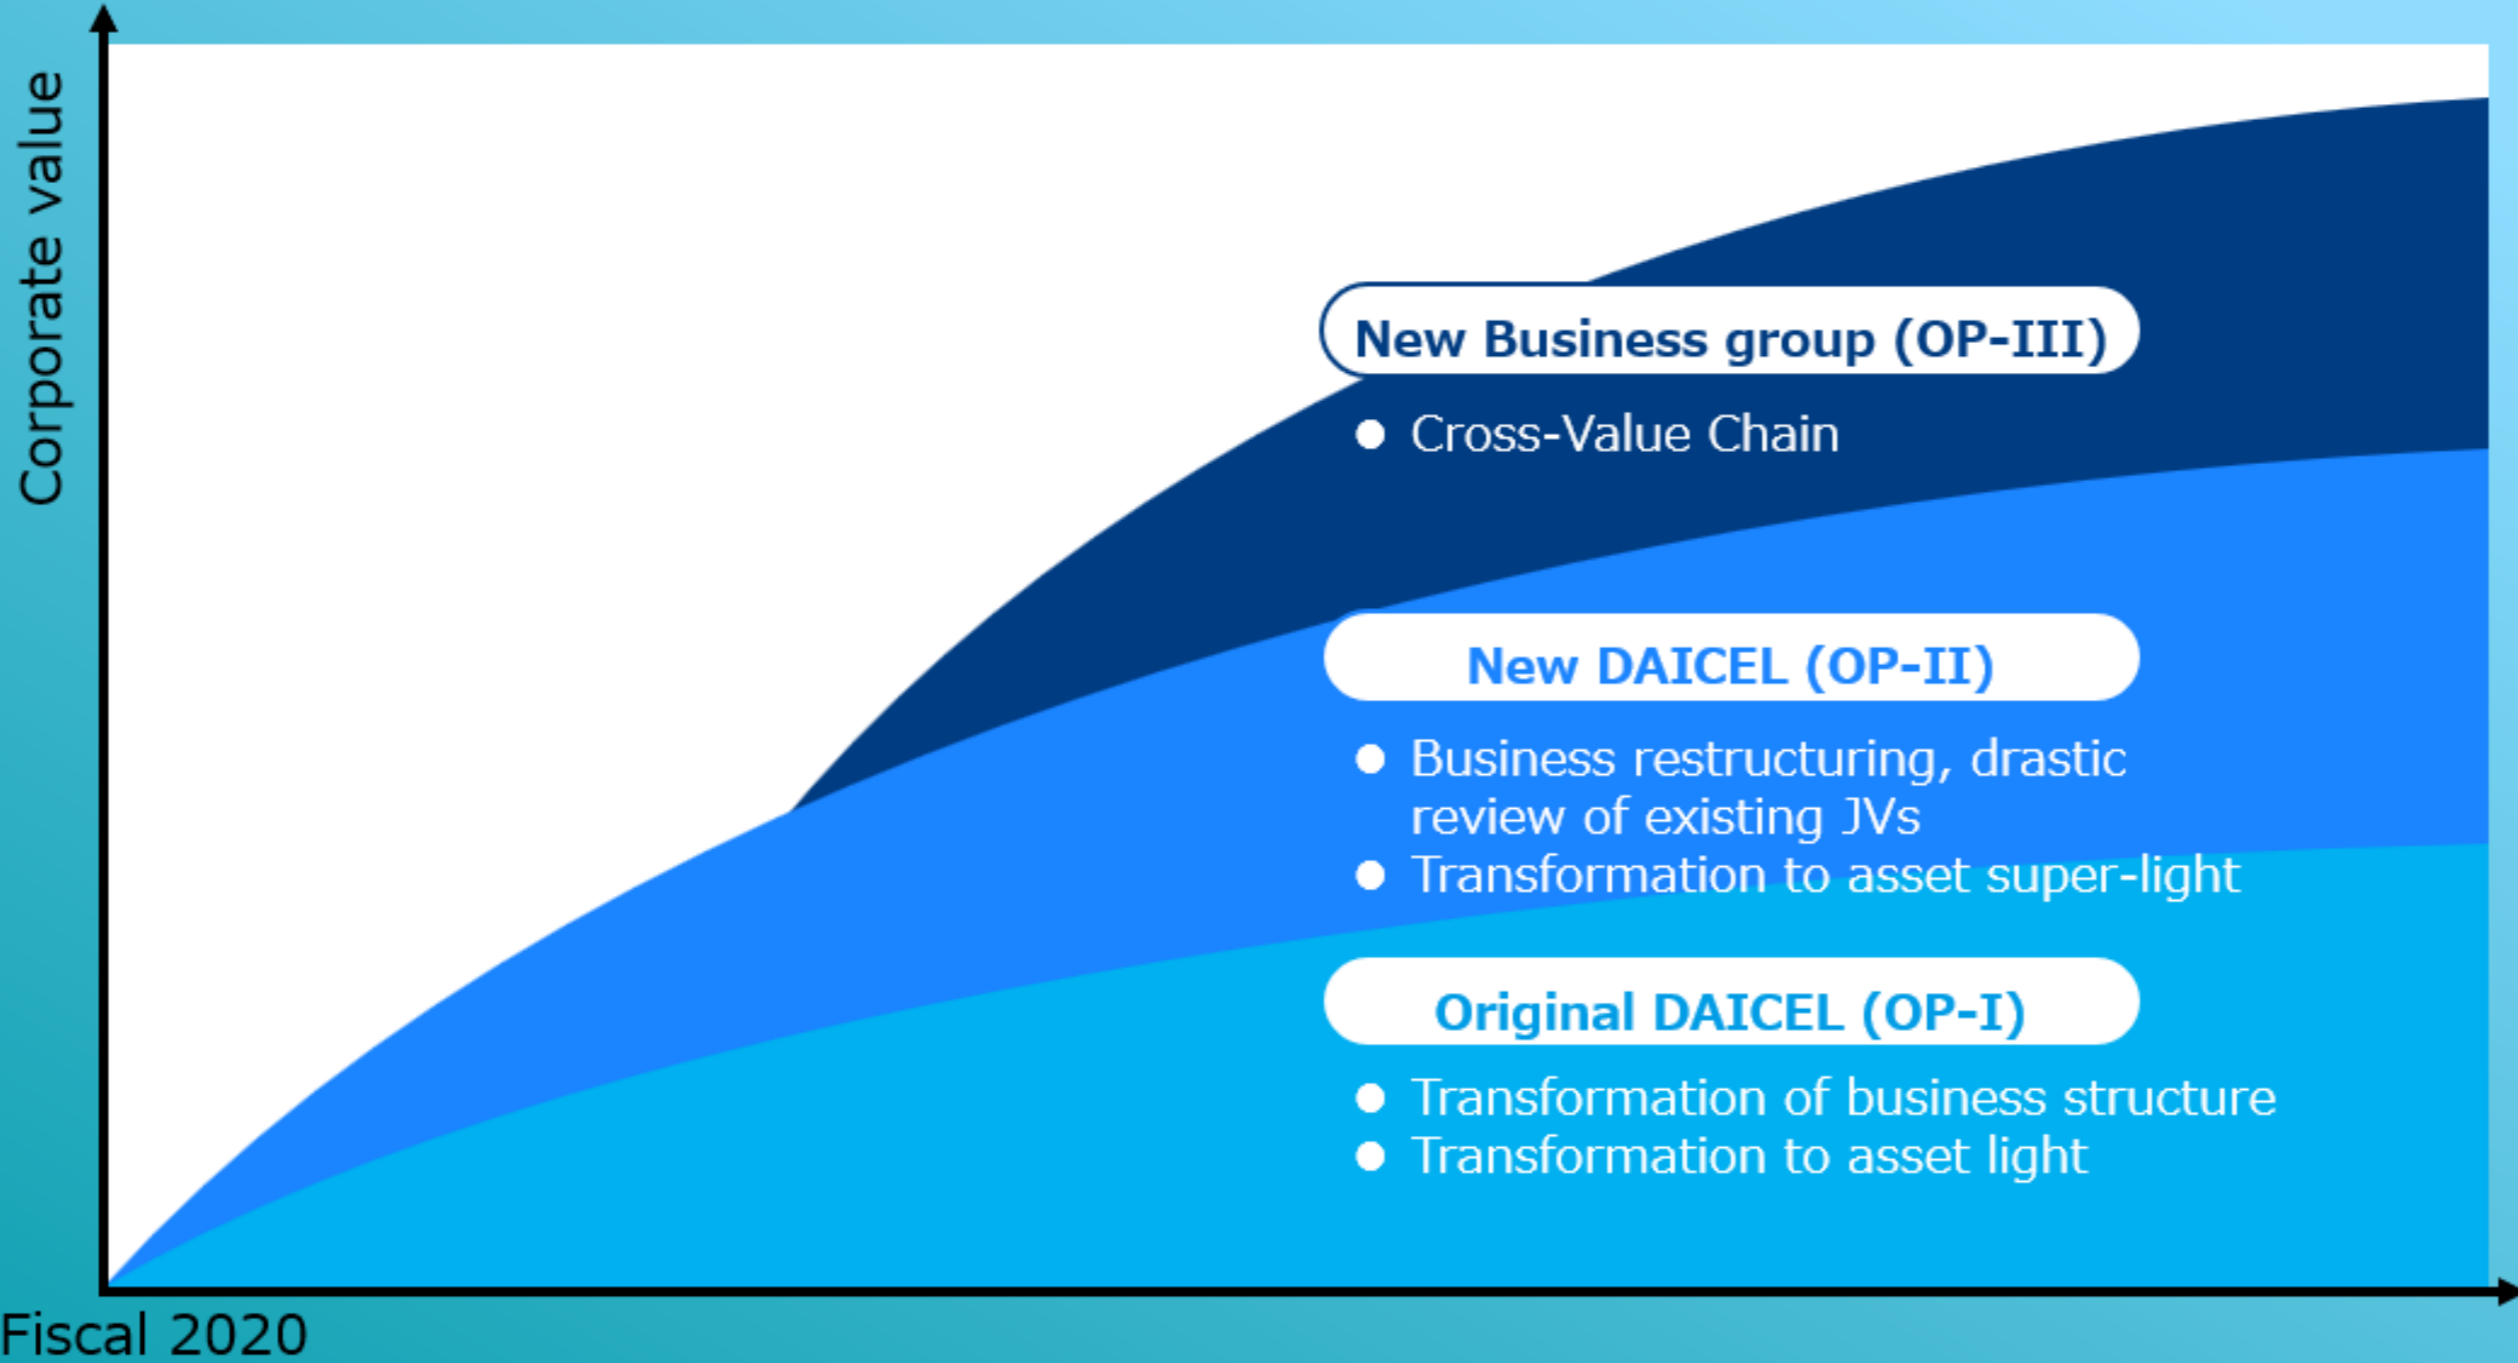 Corporate value
New Business group (OP-III)
● Cross-Value Chain
New DAICEL (OP-II)
● Business restructuring, drastic
review of existing JVs
● Transformation to asset super-light
Original DAICEL (OP-I)
● Transformation of business structure
● Transformation to asset light
Fiscal 2020